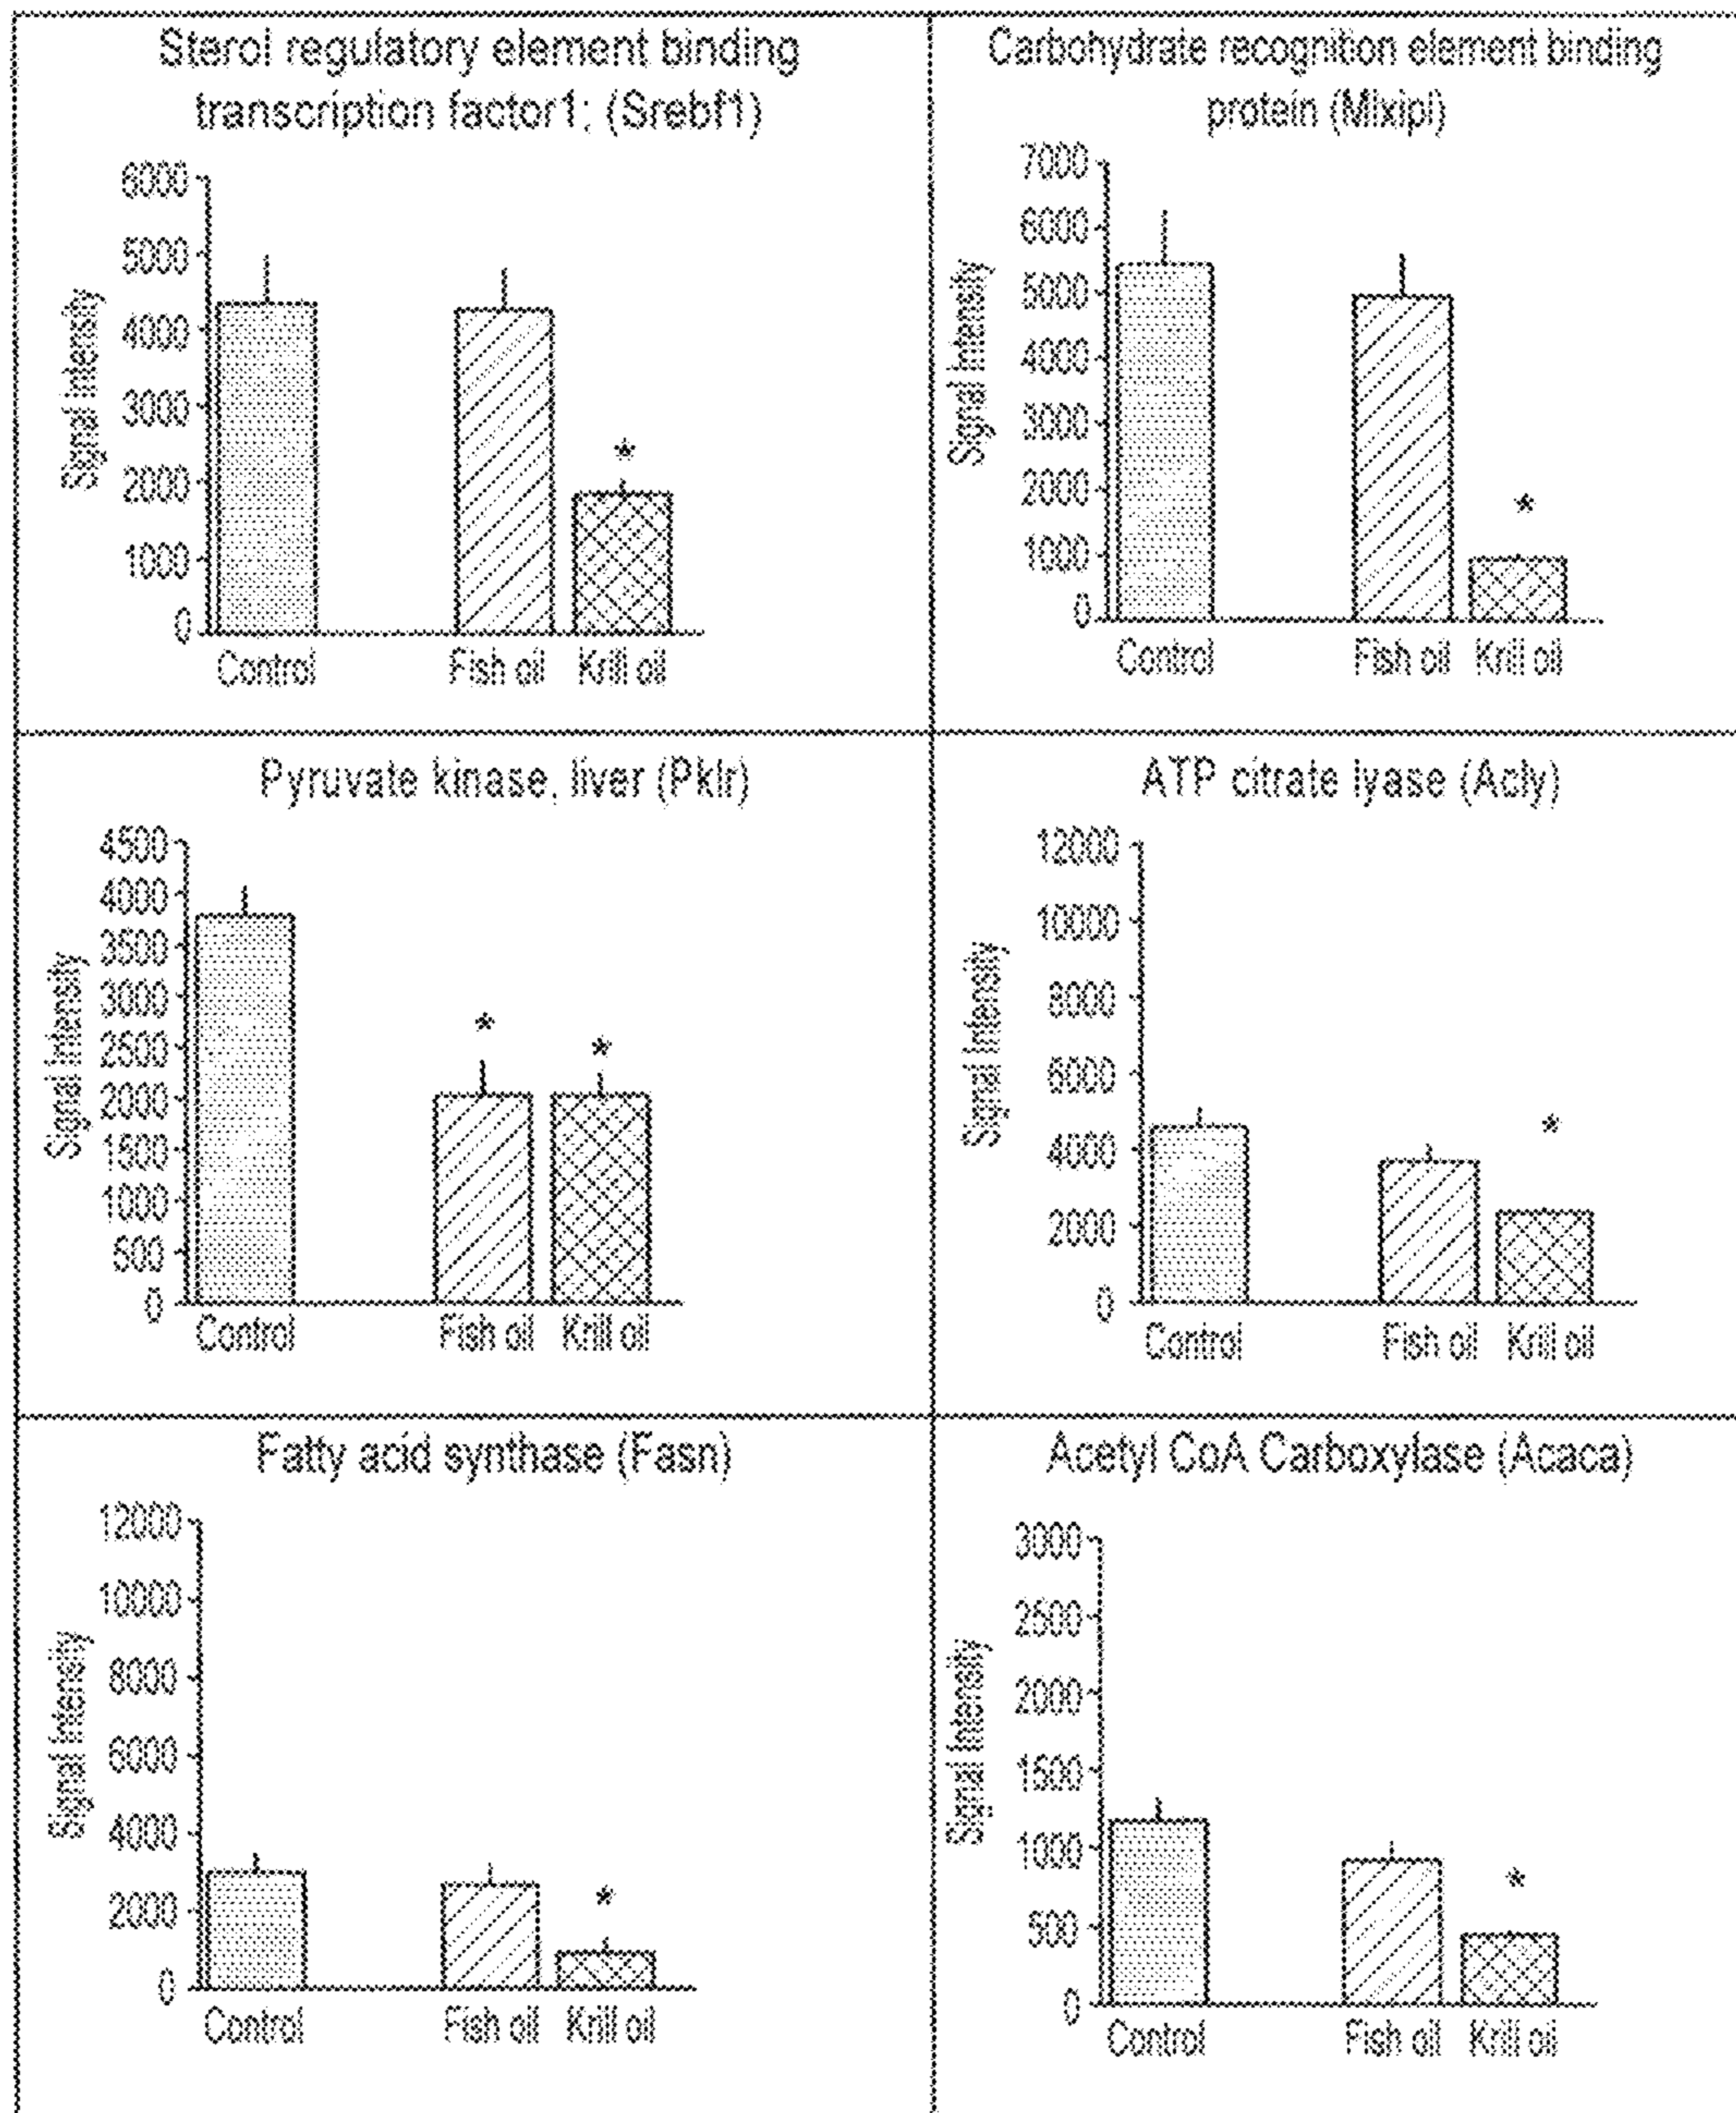 Sterol regulatory element binding
transcription factor1; (Srebf1)
6000
5000
4000
3000
2000
1000
0
Signal Intensity
*
Control
Fish oil
Krill oil
Carbohydrate recognition element binding
protein (Mlxipl)
7000
6000
5000
4000
3000
2000
1000
0
Signal Intensity
*
Control
Fish oil
Krill oil
Pyruvate kinase, liver (Pklr)
4500
4000
3500
3000
2500
2000
1500
1000
500
0
Signal Intensity
*
*
Control
Fish oil
Krill oil
ATP citrate lyase (Acly)
12000
10000
8000
6000
4000
2000
0
Signal Intensity
*
Control
Fish oil
Krill oil
Fatty acid synthase (Fasn)
12000
10000
8000
6000
4000
2000
0
Signal Intensity
*
Control
Fish oil
Krill oil
Acetyl CoA Carboxylase (Acaca)
3000
2500
2000
1500
1000
500
0
Signal Intensity
*
Control
Fish oil
Krill oil